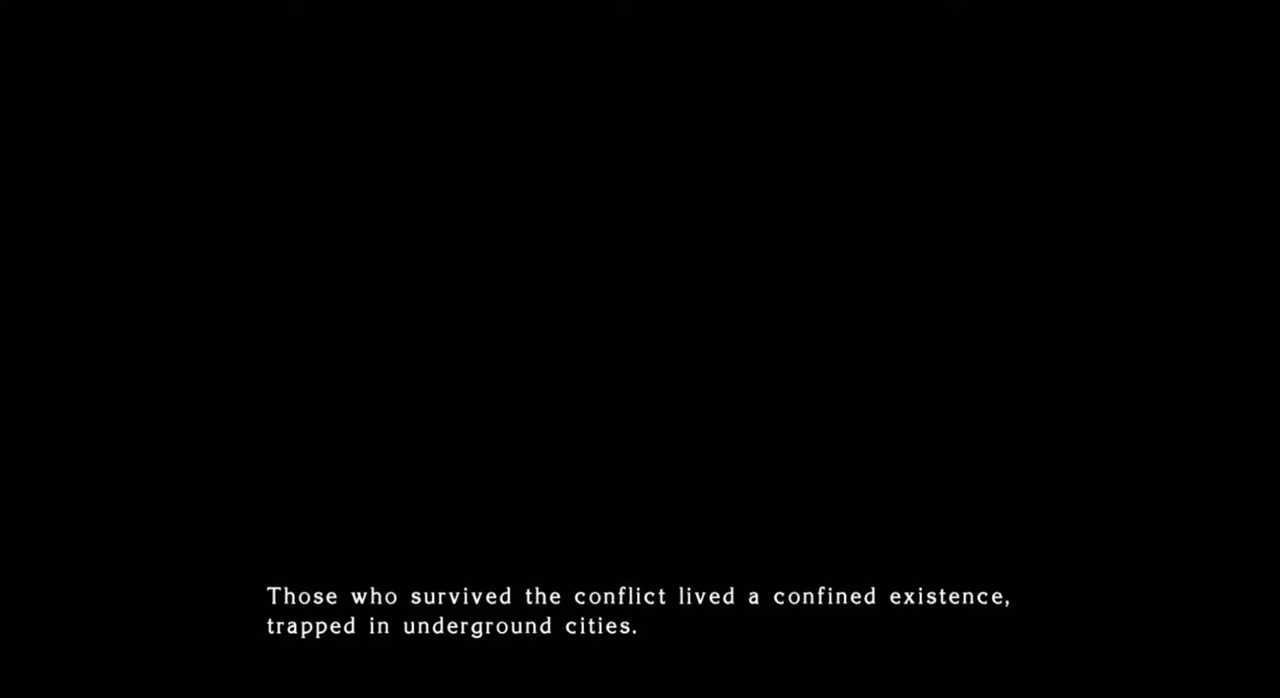 Those who survived the conflict lived a confined existence,
trapped in underground cities.